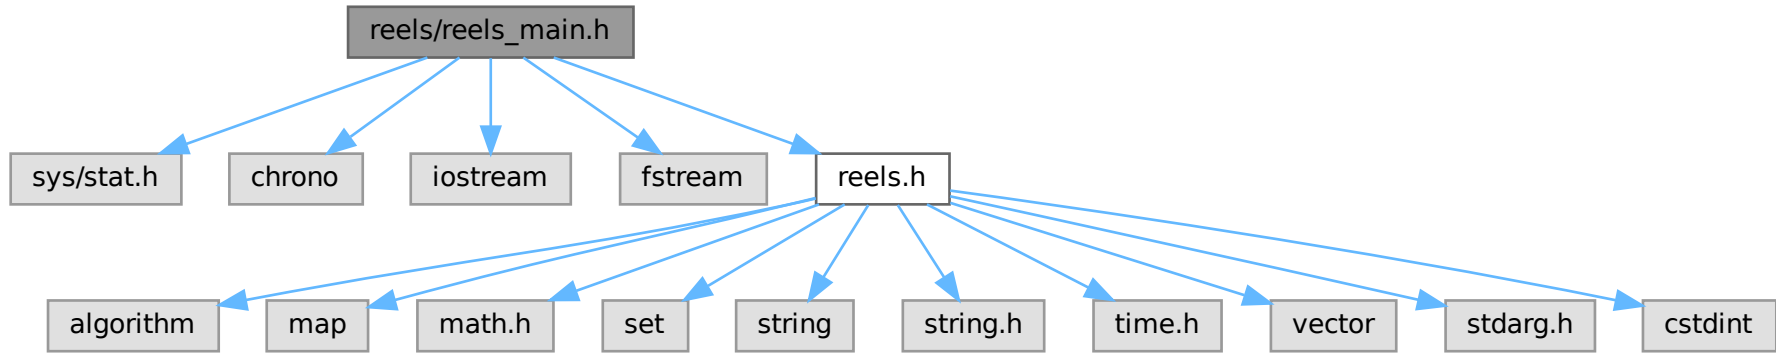 reels/reels_main.h
sys/stat.h
chrono
iostream
fstream
reels.h
algorithm
map
math.h
set
string
string.h
time.h
vector
stdarg.h
cstdint